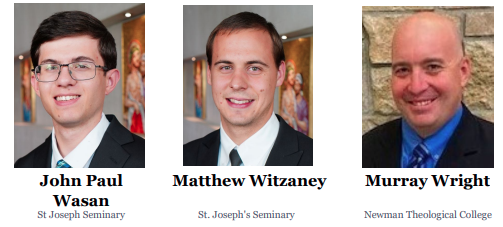 John Paul
Wasan
St Joseph Seminary
Matthew Witzaney
St. Joseph's Seminary
Murray Wright
Newman Theological College